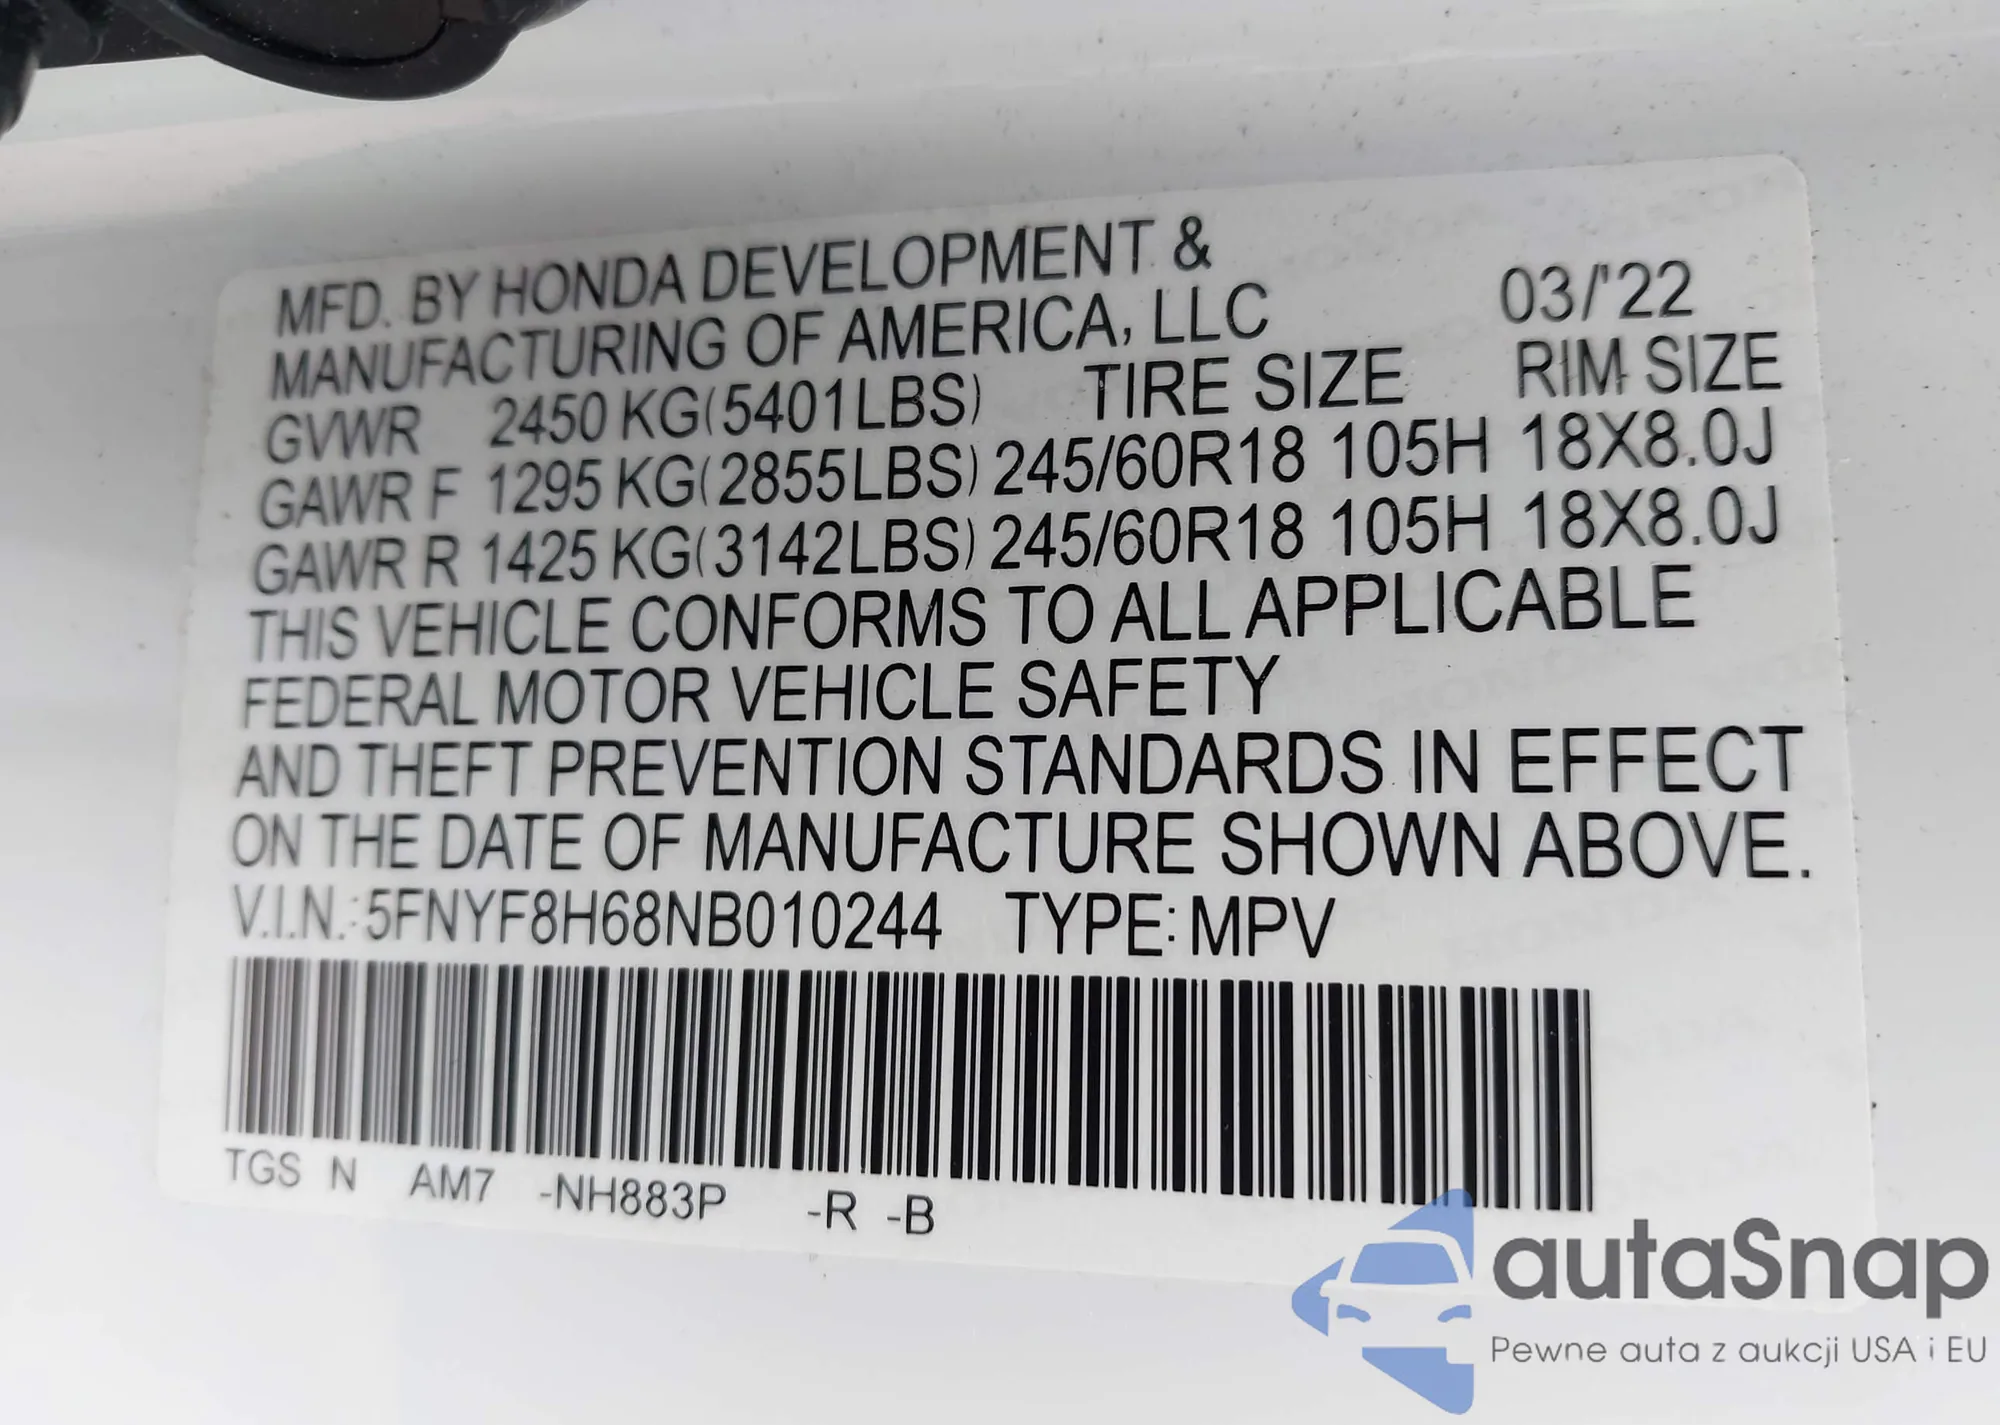 MFD. BY HONDA DEVELOPMENT &
MANUFACTURING OF AMERICA, LLC 03/'22
GVWR 2450 KG(5401LBS) TIRE SIZE RIM SIZE
GAWR F 1295 KG(2855LBS) 245/60R18 105H 18X8.0J
GAWR R 1425 KG(3142LBS) 245/60R18 105H 18X8.0J
THIS VEHICLE CONFORMS TO ALL APPLICABLE
FEDERAL MOTOR VEHICLE SAFETY
AND THEFT PREVENTION STANDARDS IN EFFECT
ON THE DATE OF MANUFACTURE SHOWN ABOVE.
V.I.N.:5FNYF8H68NB010244 TYPE:MPV
TGS N AM7 -NH883P -R -B
autaSnap
Pewne auta z aukcji USA i EU